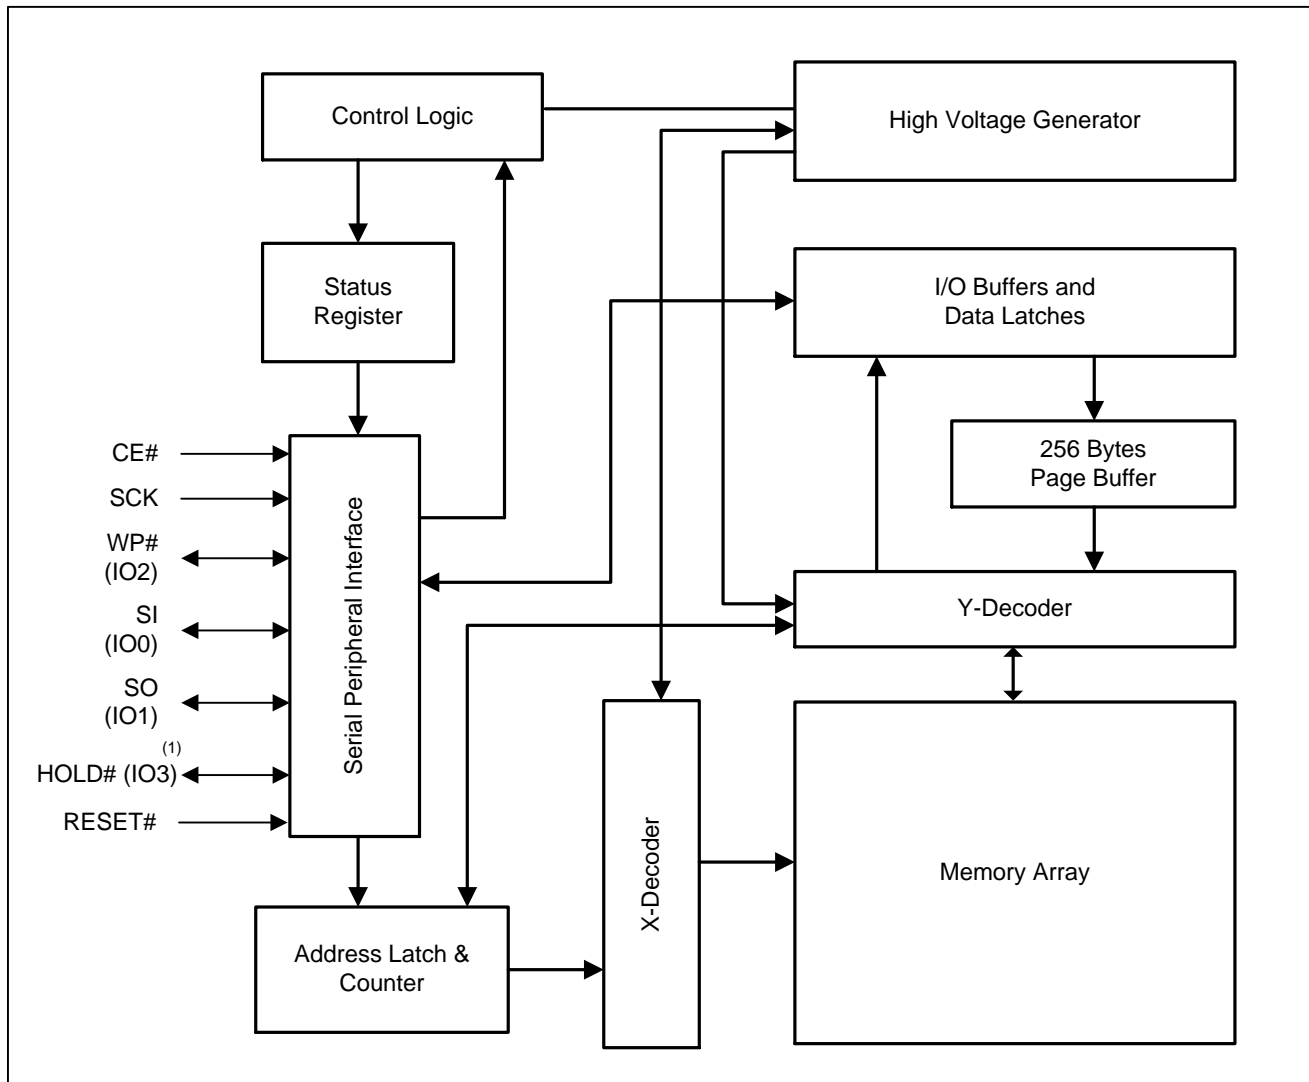 Control Logic
High Voltage Generator
Status
Register
I/O Buffers and
Data Latches
256 Bytes
Page Buffer
Y-Decoder
CE#
SCK
WP#
(IO2)
SI
(IO0)
SO
(IO1)
(1)
HOLD# (IO3)
RESET#
Serial Peripheral Interface
X-Decoder
Memory Array
Address Latch &
Counter